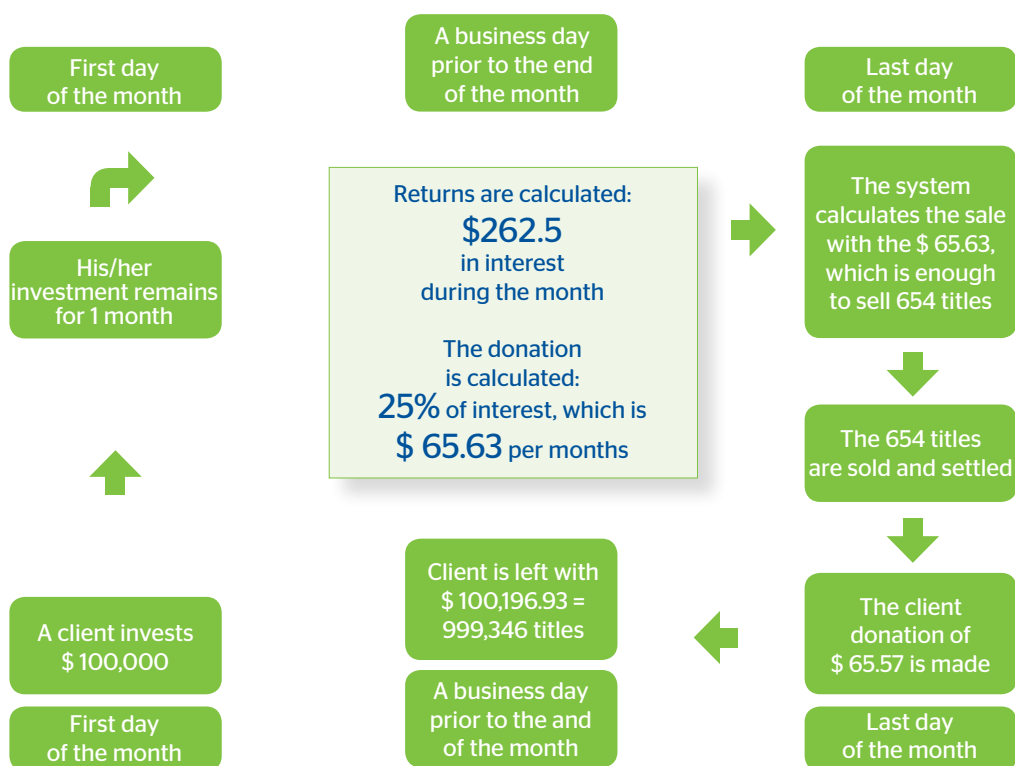 First day
of the month
A business day
prior to the end
of the month
Last day
of the month
His/her
investment remains
for 1 month
Returns are calculated:
$262.5
in interest
during the month
The donation
is calculated:
25% of interest, which is
$ 65.63 per months
The system
calculates the sale
with the $ 65.63,
which is enough
to sell 654 titles
The 654 titles
are sold and settled
A client invests
$ 100,000
First day
of the month
Client is left with
$ 100,196.93 =
999,346 titles
A business day
prior to the and
of the month
The client
donation of
$ 65.57 is made
Last day
of the month